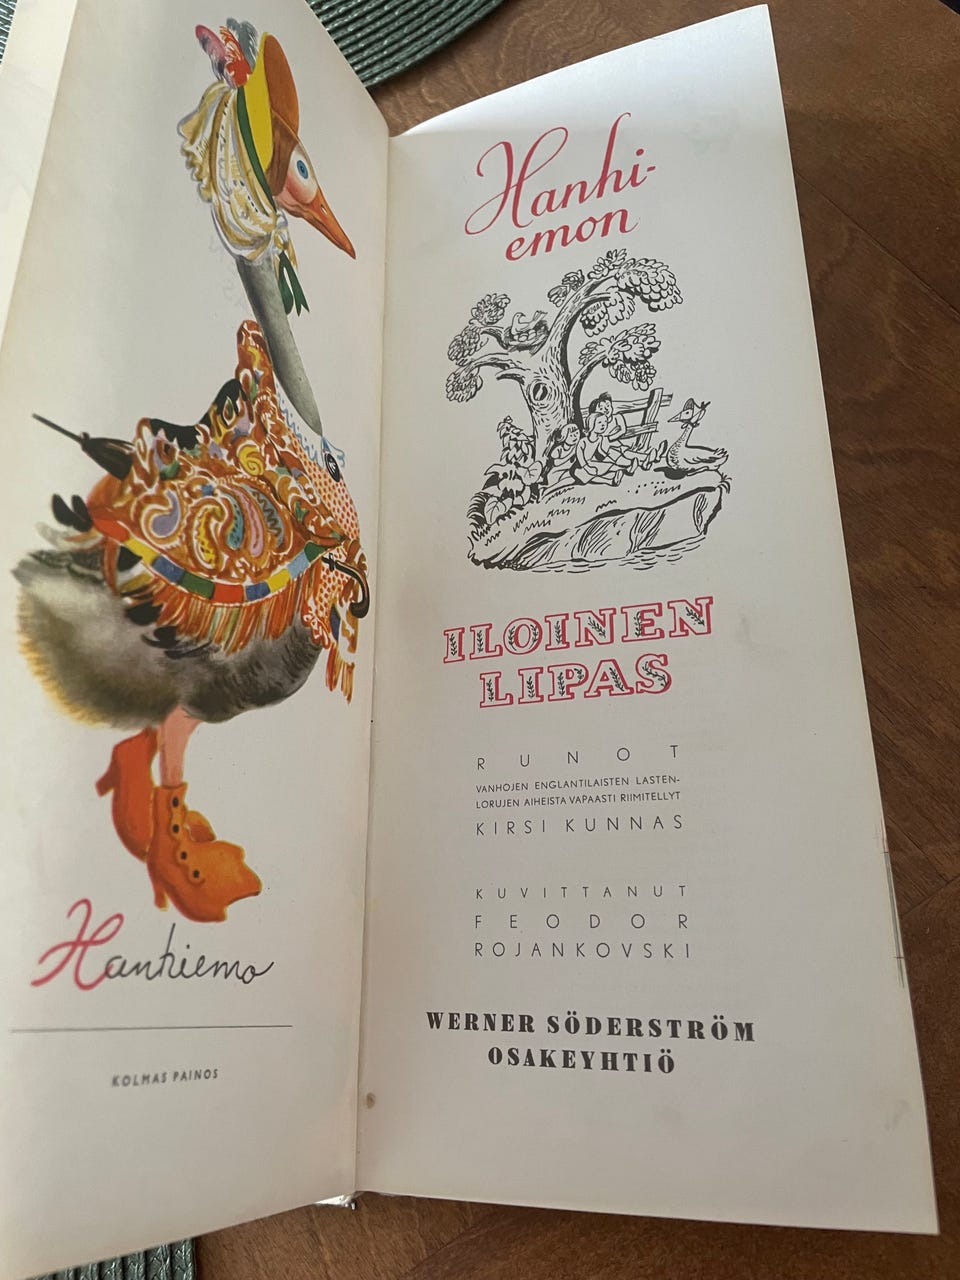 Hankiemo
KOLMAS PAINOS
Hanhi-
emon
ILOINEN
LIPAS
RUNOT
VANHOJEN ENGLANTILAISTEN LASTEN-
LORUJEN AIHEISTA VAPAASTI RIIMITELLYT
KIRSI KUNNAS
KUVITTANUT
FEODOR
ROJANKOVSKI
WERNER SÖDERSTRÖM
OSAKEYHTIÖ